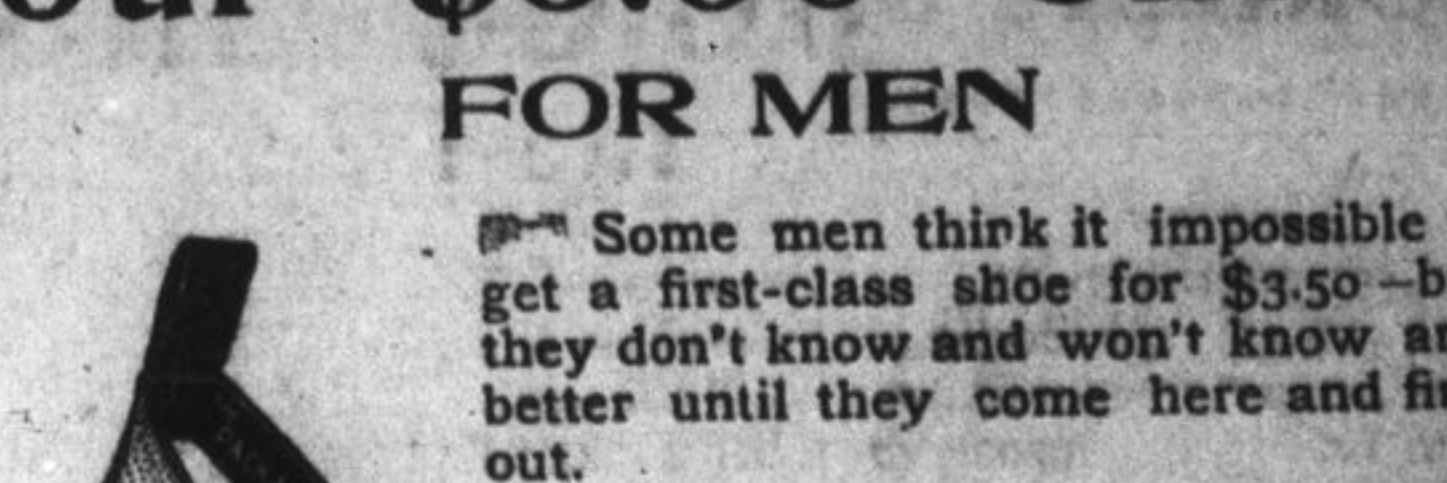 FOR MEN
Some men think it impossible
get a first-class shoe for $3.50 —b
they don't know and won't know a
better until they come here and fi
out.